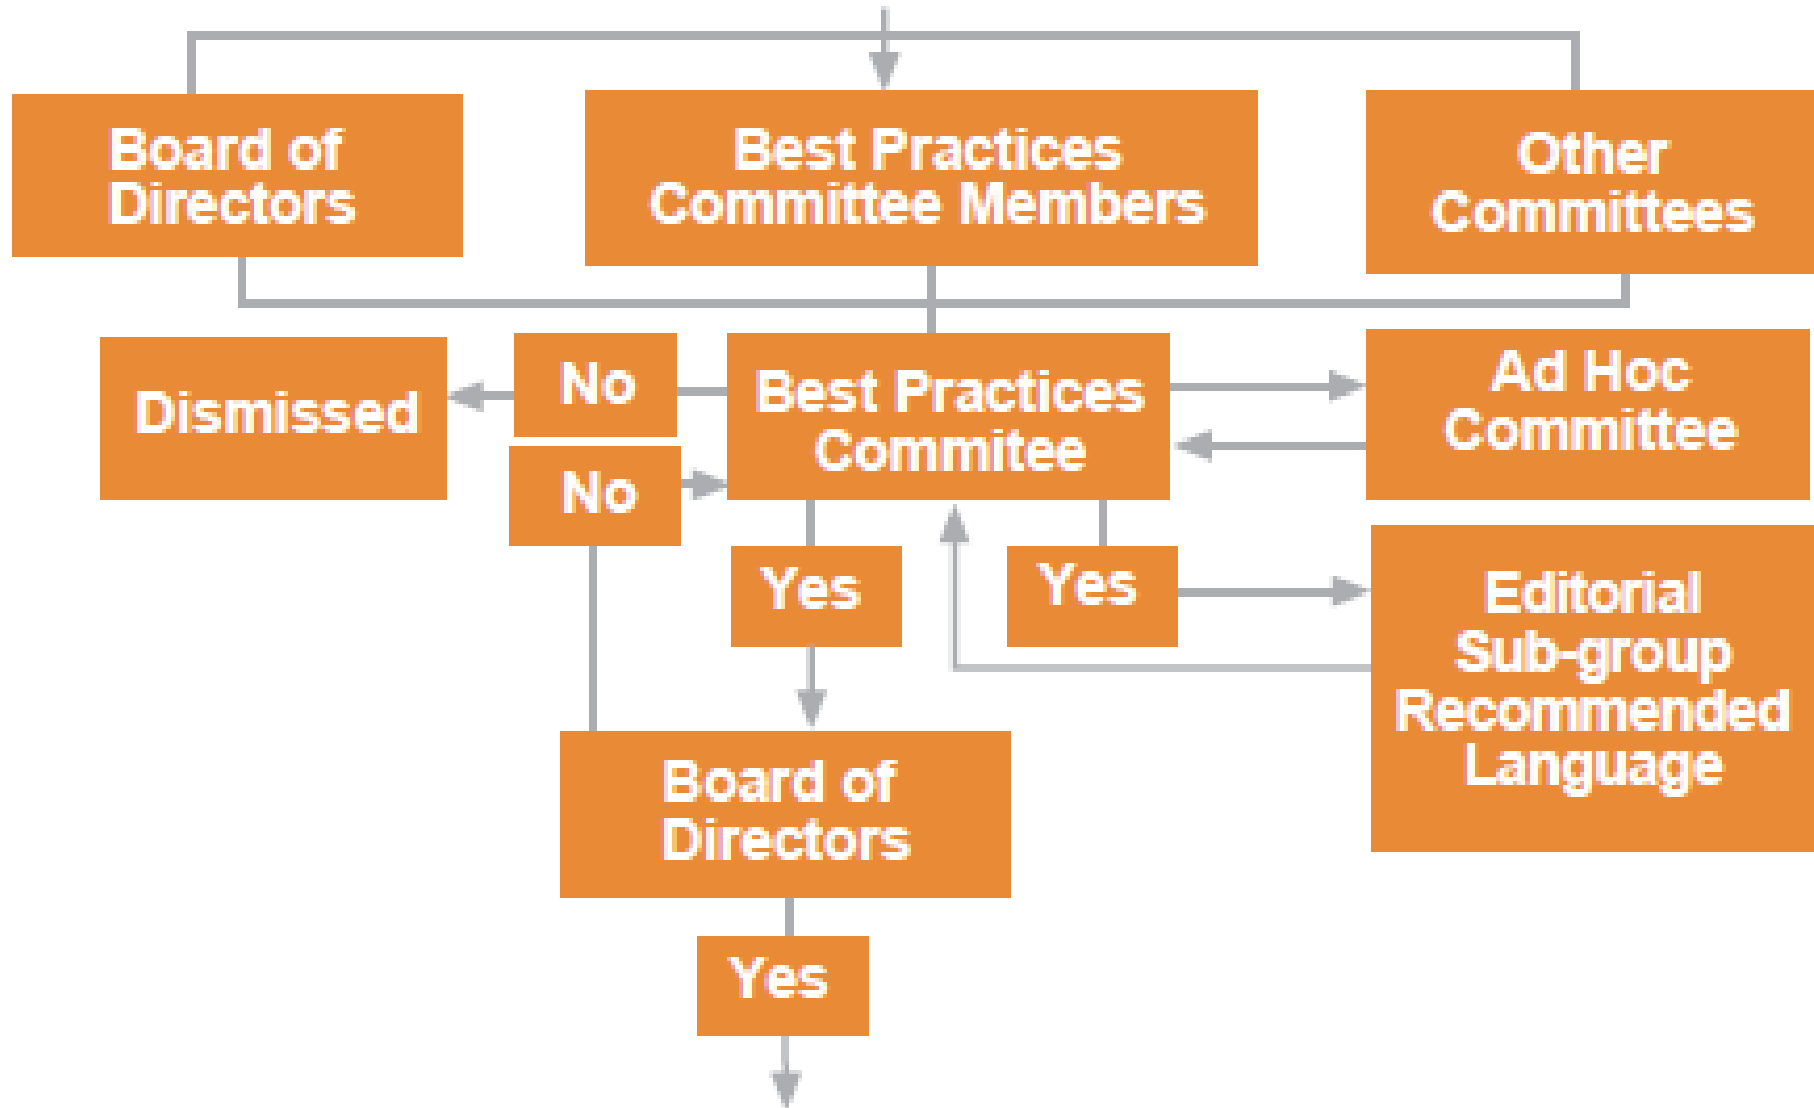 Board of
Directors
Best Practices
Committee Members
Other
Committees
Dismissed
No
Best Practices
Commitee
Ad Hoc
Committee
No
Yes
Yes
Editorial
Sub-group
Recommended
Language
Board of
Directors
Yes